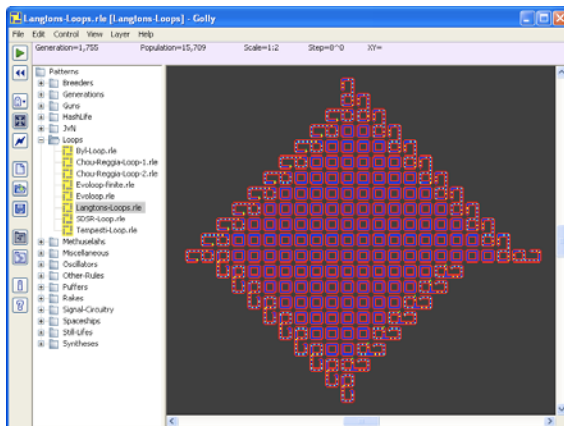 Langtons-Loops.rle [Langtons-Loops] - Golly
File Edit Control View Layer Help
Generation=1,755 Population=15,709 Scale=1:2 Step=8^0 XY=
Patterns
Breeders
Generations
Guns
HashLife
JvN
Loops
Byl-Loop.rle
Chou-Reggia-Loop-1.rle
Chou-Reggia-Loop-2.rle
Evoloop-finite.rle
Evoloop.rle
Langtons-Loops.rle
SDSR-Loop.rle
Tempesti-Loop.rle
Methuselahs
Miscellaneous
Oscillators
Other-Rules
Puffers
Rakes
Signal-Circuitry
Spaceships
Still-Lifes
Syntheses